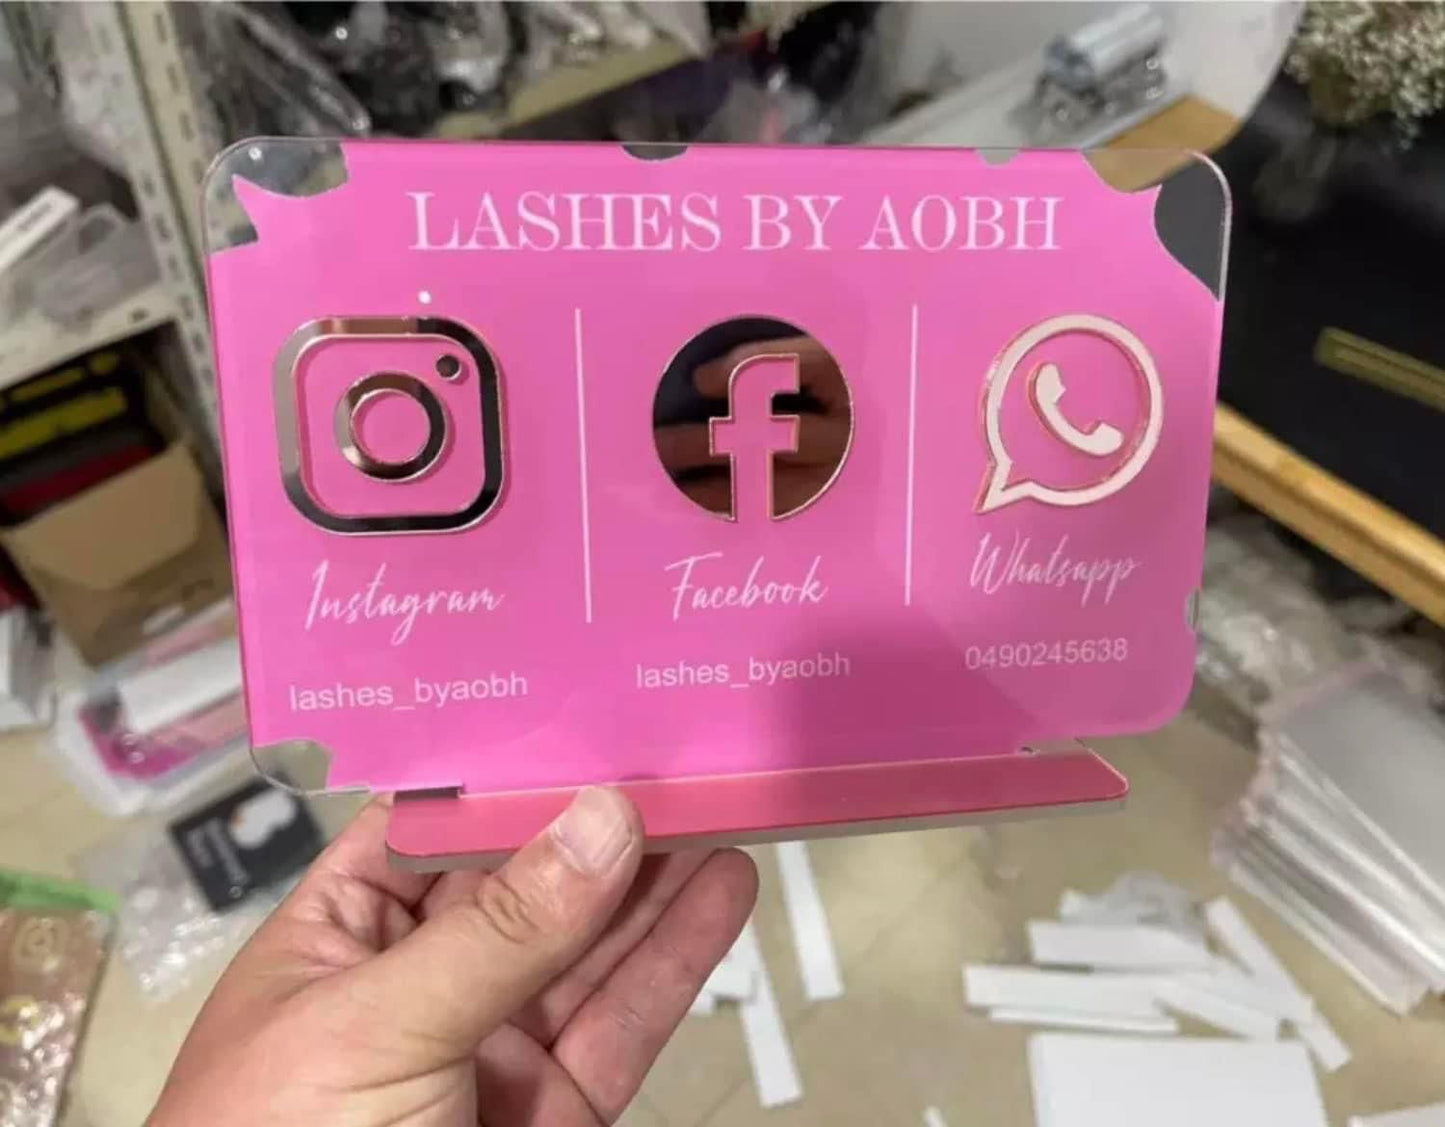 LASHES BY AOBH
Instagram
Facebook
Whatsapp
lashes_byaobh
lashes_byaobh
0490245638